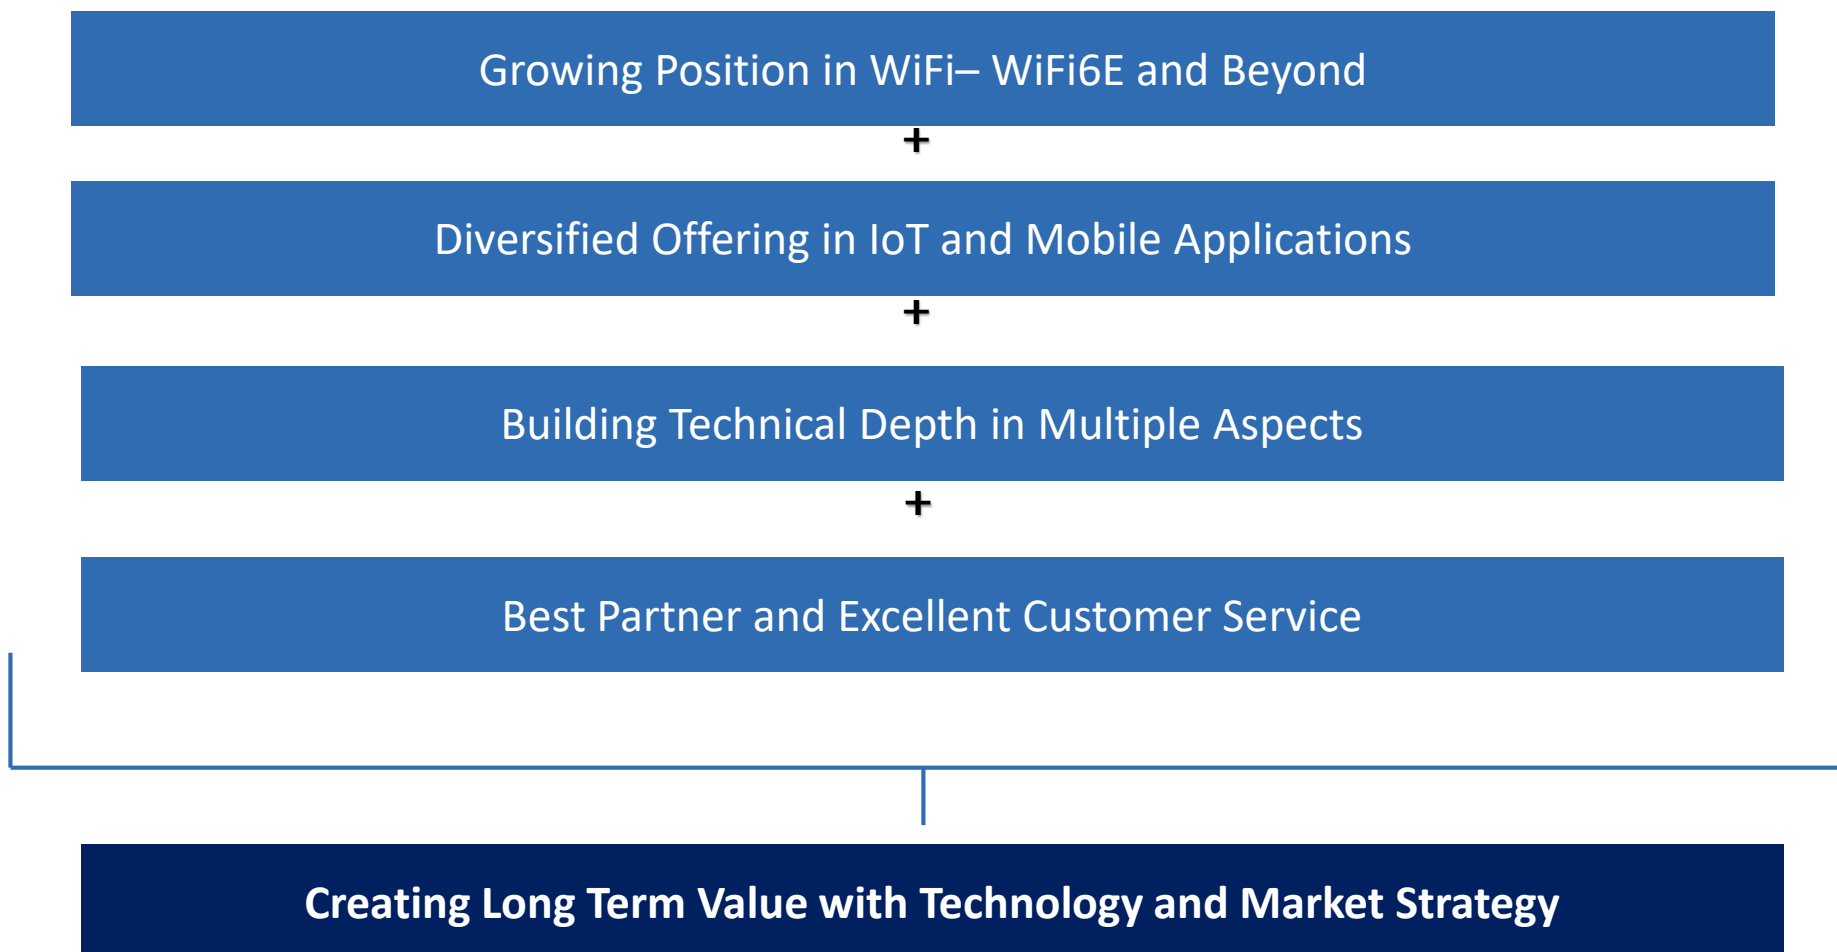 Growing Position in WiFi– WiFi6E and Beyond
+
Diversified Offering in IoT and Mobile Applications
+
Building Technical Depth in Multiple Aspects
+
Best Partner and Excellent Customer Service
Creating Long Term Value with Technology and Market Strategy